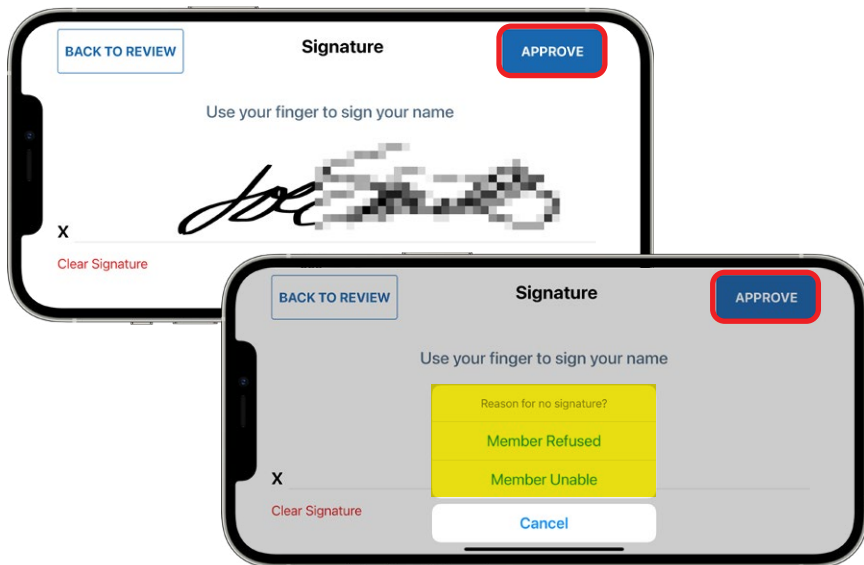 BACK TO REVIEW Signature APPROVE
Use your finger to sign your name
Joe
X
Clear Signature
BACK TO REVIEW Signature APPROVE
Use your finger to sign your name
Reason for no signature?
Member Refused
Member Unable
X
Clear Signature
Cancel